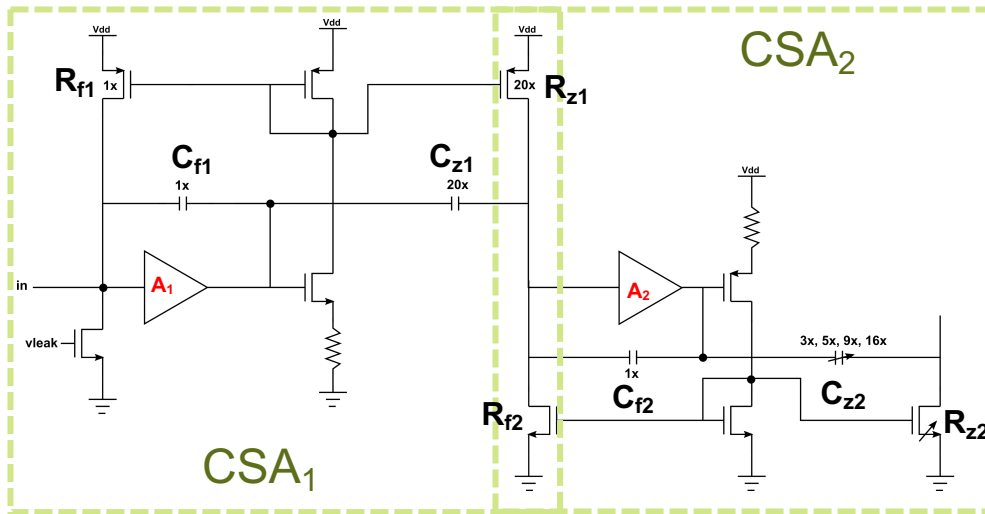 Vdd
Vdd
Vdd
CSA2
Rf1
1x
20x
Rz1
Cf1
1x
Cz1
20x
Vdd
in
A1
A2
vleak
3x, 5x, 9x, 16x
1x
Rf2
Cf2
Cz2
Rz2
CSA1